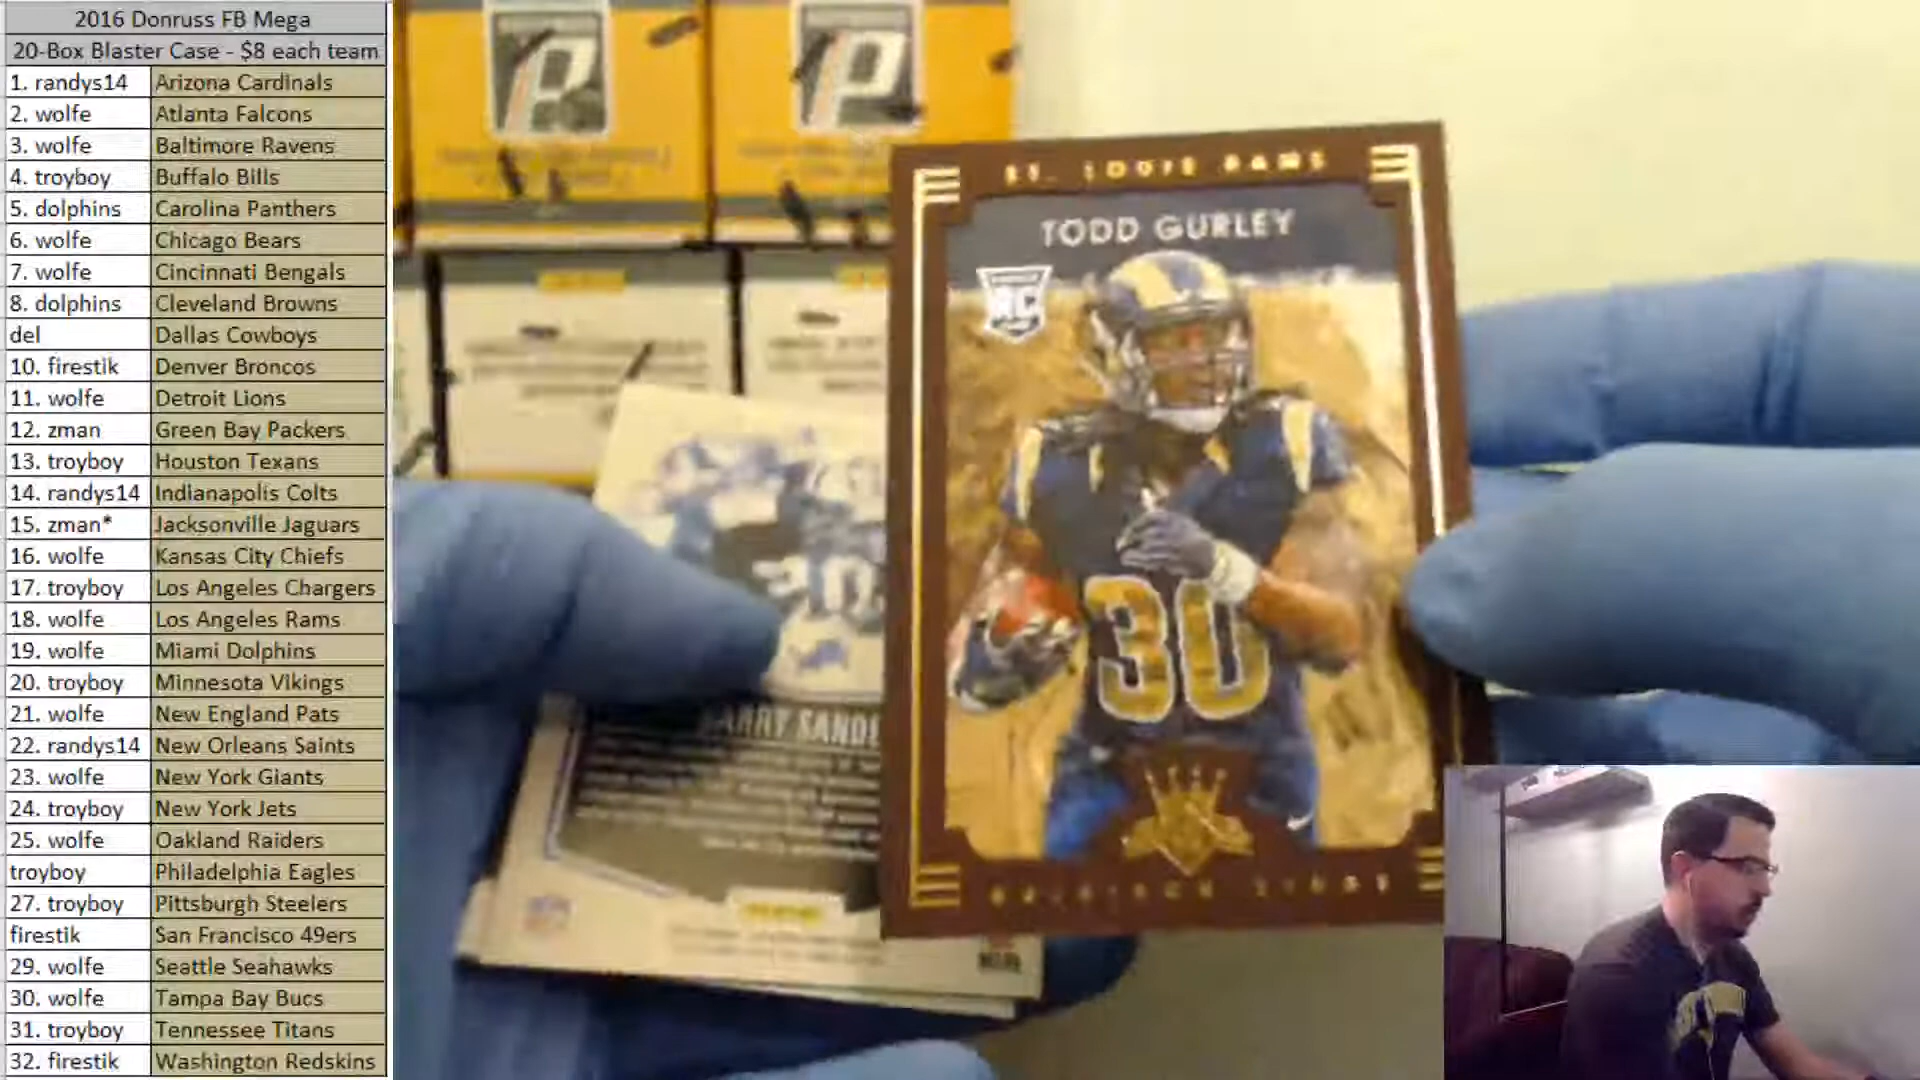 2016 Donruss FB Mega
20-Box Blaster Case - $8 each team
1. randys14 Arizona Cardinals
2. wolfe Atlanta Falcons
3. wolfe Baltimore Ravens
4. troyboy Buffalo Bills
5. dolphins Carolina Panthers
6. wolfe Chicago Bears
7. wolfe Cincinnati Bengals
8. dolphins Cleveland Browns
del Dallas Cowboys
10. firestik Denver Broncos
11. wolfe Detroit Lions
12. zman Green Bay Packers
13. troyboy Houston Texans
14. randys14 Indianapolis Colts
15. zman* Jacksonville Jaguars
16. wolfe Kansas City Chiefs
17. troyboy Los Angeles Chargers
18. wolfe Los Angeles Rams
19. wolfe Miami Dolphins
20. troyboy Minnesota Vikings
21. wolfe New England Pats
22. randys14 New Orleans Saints
23. wolfe New York Giants
24. troyboy New York Jets
25. wolfe Oakland Raiders
troyboy Philadelphia Eagles
27. troyboy Pittsburgh Steelers
firestik San Francisco 49ers
29. wolfe Seattle Seahawks
30. wolfe Tampa Bay Bucs
31. troyboy Tennessee Titans
32. firestik Washington Redskins
ST. LOUIS RAMS
TODD GURLEY
RC
30
20
ARRY SANDE